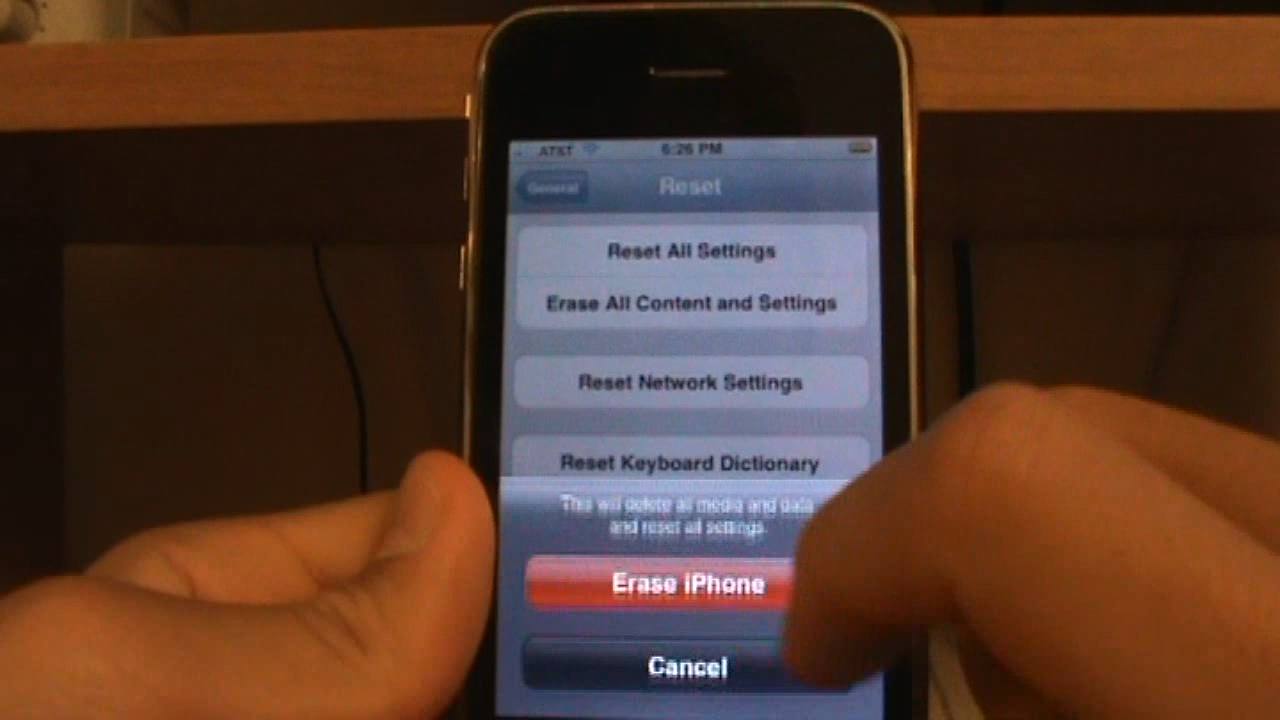 AT&T 6:26 PM
General Reset
Reset All Settings
Erase All Content and Settings
Reset Network Settings
Reset Keyboard Dictionary
This will delete all media and data
and reset all settings.
Erase iPhone
Cancel